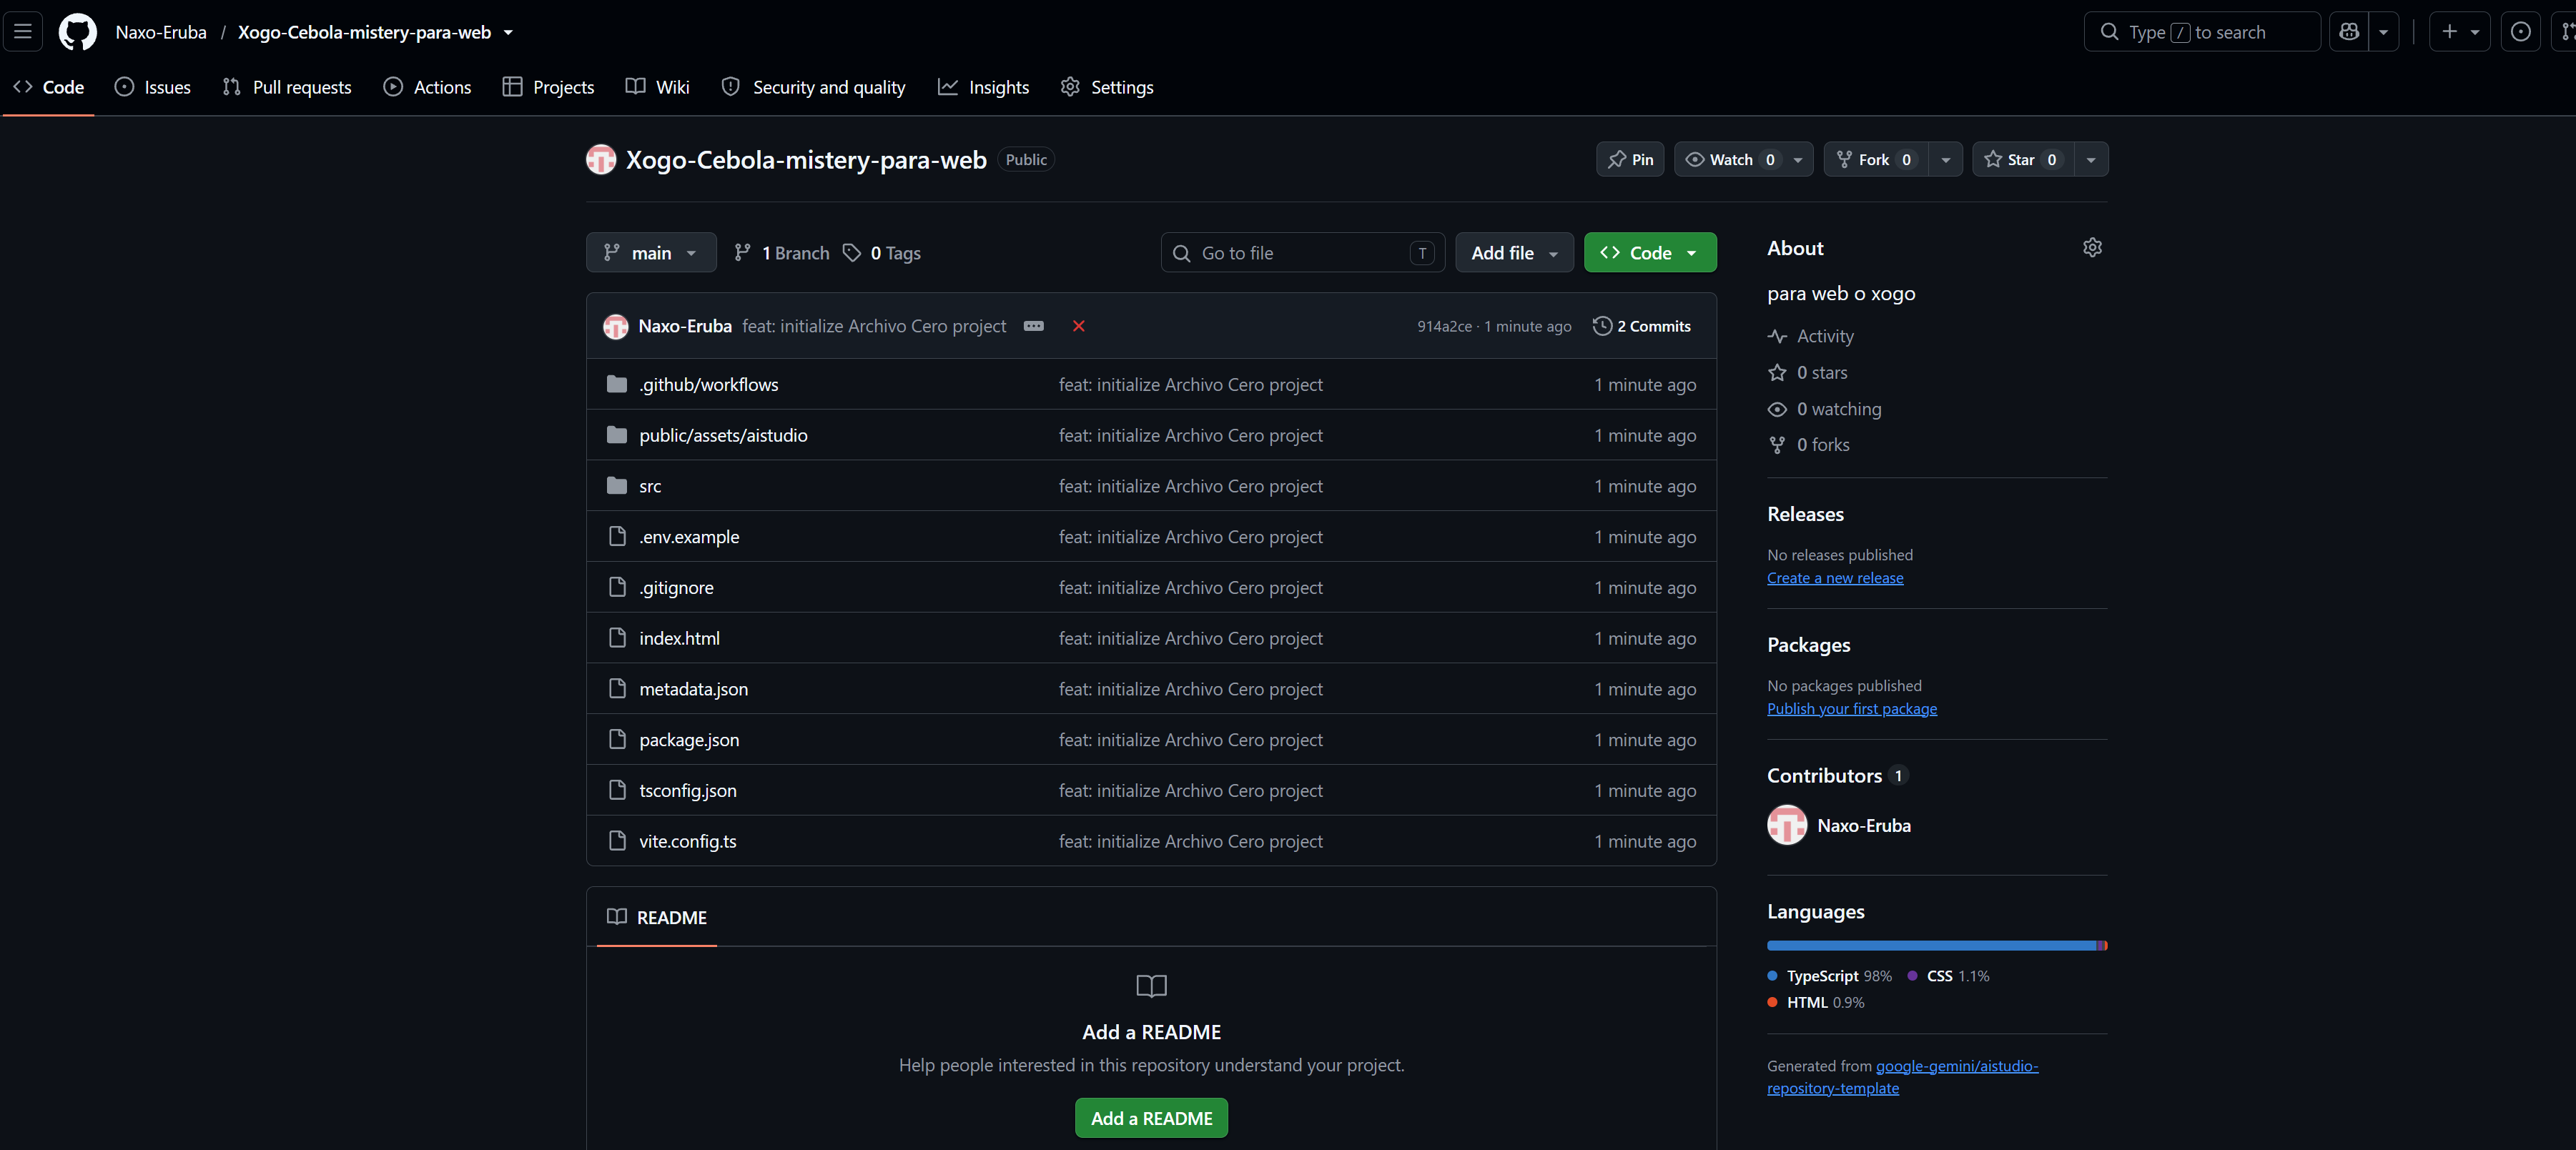 Naxo-Eruba / Xogo-Cebola-mistery-para-web
Type / to search
Code Issues Pull requests Actions Projects Wiki Security and quality Insights Settings
Xogo-Cebola-mistery-para-web Public
Pin Watch 0 Fork 0 Star 0
main 1 Branch 0 Tags Go to file T Add file Code
Naxo-Eruba feat: initialize Archivo Cero project 914a2ce · 1 minute ago 2 Commits
.github/workflows feat: initialize Archivo Cero project 1 minute ago
public/assets/aistudio feat: initialize Archivo Cero project 1 minute ago
src feat: initialize Archivo Cero project 1 minute ago
.env.example feat: initialize Archivo Cero project 1 minute ago
.gitignore feat: initialize Archivo Cero project 1 minute ago
index.html feat: initialize Archivo Cero project 1 minute ago
metadata.json feat: initialize Archivo Cero project 1 minute ago
package.json feat: initialize Archivo Cero project 1 minute ago
tsconfig.json feat: initialize Archivo Cero project 1 minute ago
vite.config.ts feat: initialize Archivo Cero project 1 minute ago
README
Add a README
Help people interested in this repository understand your project.
Add a README
About
para web o xogo
Activity
0 stars
0 watching
0 forks
Releases
No releases published
Create a new release
Packages
No packages published
Publish your first package
Contributors 1
Naxo-Eruba
Languages
TypeScript 98% CSS 1.1%
HTML 0.9%
Generated from google-gemini/aistudio-
repository-template